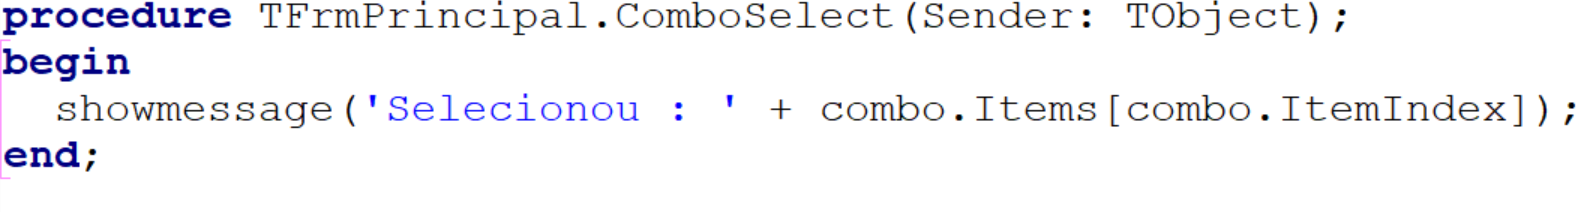 procedure TFrmPrincipal.ComboSelect(Sender: TObject);
begin
  showmessage('Selecionou : ' + combo.Items[combo.ItemIndex]);
end;